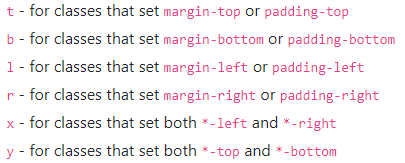 t - for classes that set margin-top or padding-top
b - for classes that set margin-bottom or padding-bottom
l - for classes that set margin-left or padding-left
r - for classes that set margin-right or padding-right
x - for classes that set both *-left and *-right
y - for classes that set both *-top and *-bottom